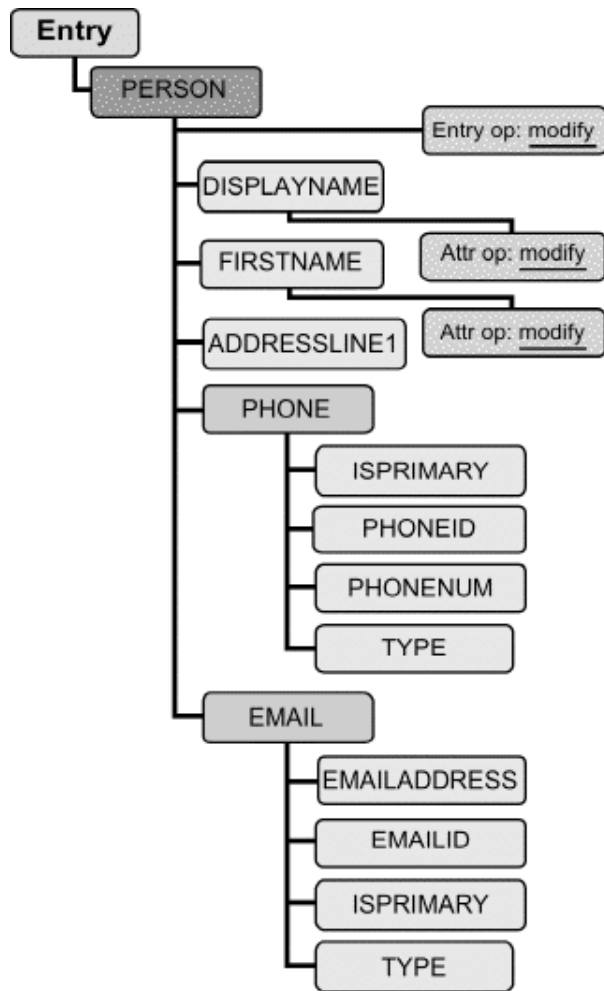 Entry
PERSON
Entry op: modify
DISPLAYNAME
Attr op: modify
FIRSTNAME
Attr op: modify
ADDRESSLINE1
PHONE
ISPRIMARY
PHONEID
PHONENUM
TYPE
EMAIL
EMAILADDRESS
EMAILID
ISPRIMARY
TYPE